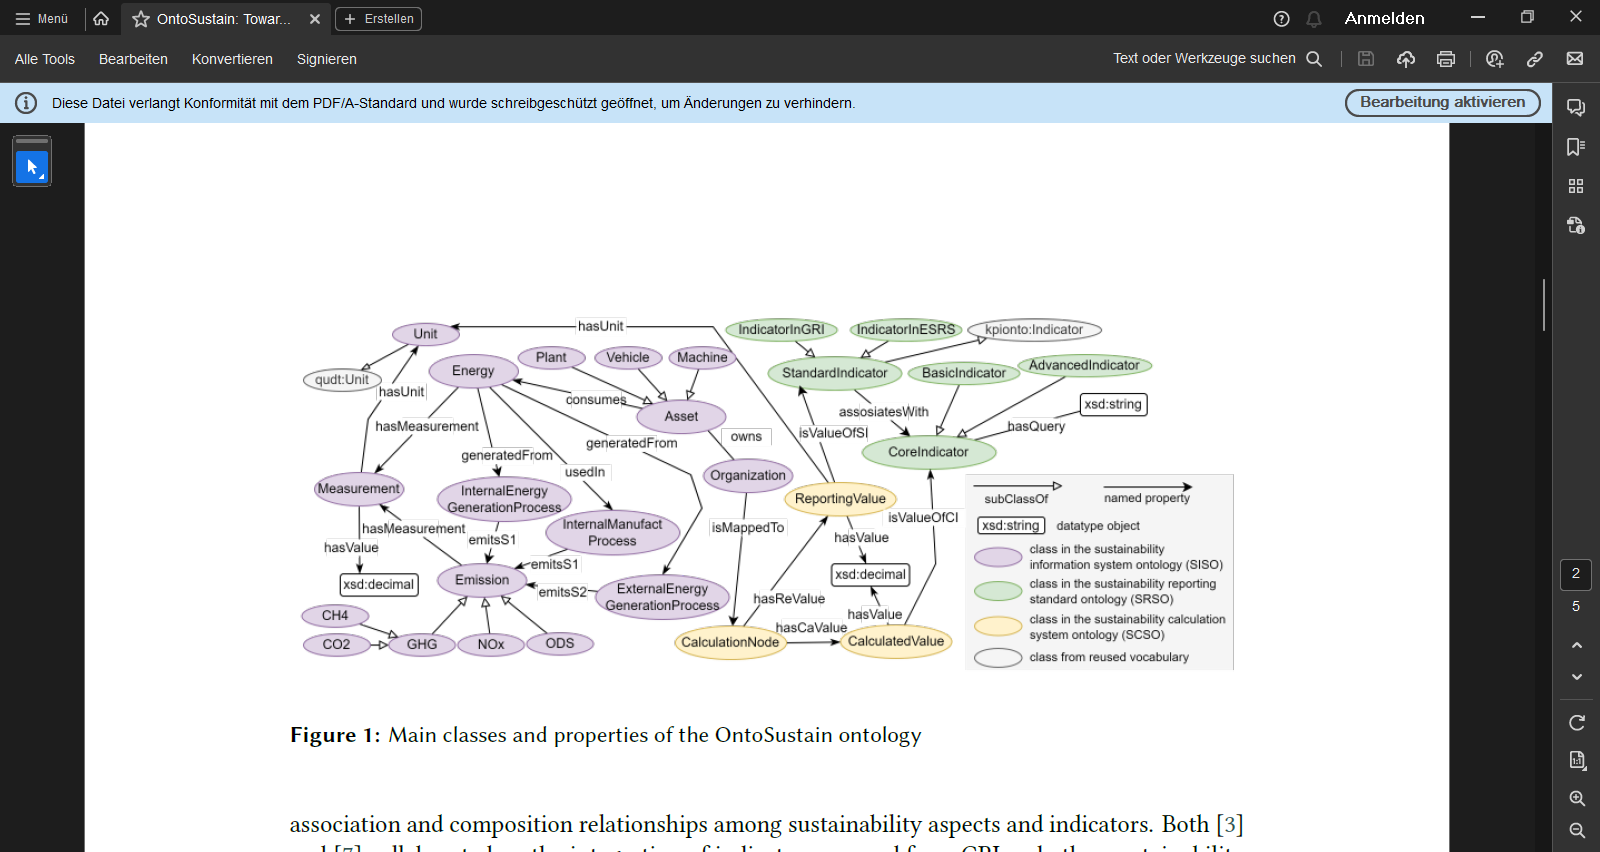 Menü
OntoSustain: Towar...
Erstellen
Anmelden
Alle Tools
Bearbeiten
Konvertieren
Signieren
Text oder Werkzeuge suchen
Diese Datei verlangt Konformität mit dem PDF/A-Standard und wurde schreibgeschützt geöffnet, um Änderungen zu verhindern.
Bearbeitung aktivieren
Unit
hasUnit
IndicatorInGRI
IndicatorInESRS
kpionto:Indicator
qudt:Unit
Energy
Plant
Vehicle
Machine
StandardIndicator
BasicIndicator
AdvancedIndicator
hasUnit
consumes
Asset
assosiatesWith
xsd:string
hasMeasurement
generatedFrom
owns
isValueOfSI
hasQuery
generatedFrom
usedIn
CoreIndicator
Measurement
InternalEnergy
GenerationProcess
Organization
ReportingValue
subClassOf
named property
hasMeasurement
emitsS1
InternalManufact
Process
isMappedTo
isValueOfCI
xsd:string
datatype object
hasValue
hasValue
class in the sustainability
information system ontology (SISO)
xsd:decimal
Emission
emitsS1
emitsS2
ExternalEnergy
GenerationProcess
xsd:decimal
class in the sustainability reporting
standard ontology (SRSO)
hasReValue
hasValue
CH4
CO2
GHG
NOx
ODS
hasCaValue
CalculationNode
CalculatedValue
class in the sustainability calculation
system ontology (SCSO)
class from reused vocabulary
Figure 1: Main classes and properties of the OntoSustain ontology
association and composition relationships among sustainability aspects and indicators. Both [3]
2
5